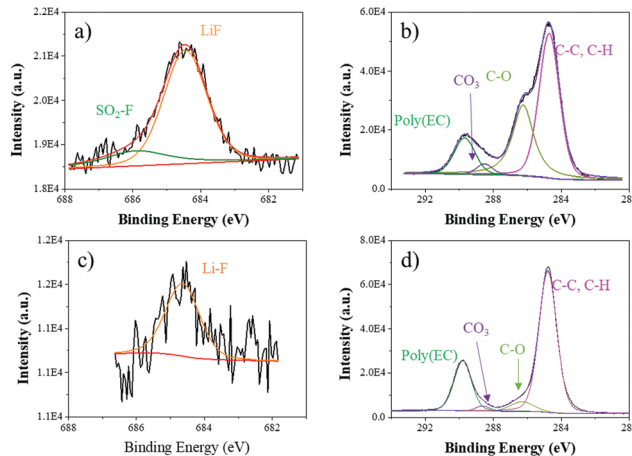 a)
LiF
SO2-F
2.2E4
2.1E4
2.0E4
1.9E4
1.8E4
Intensity (a.u.)
688 686 684 682
Binding Energy (eV)
b)
C-C, C-H
C-O
CO3
Poly(EC)
6.0E4
4.0E4
2.0E4
0.0
Intensity (a.u.)
292 288 284 28
Binding Energy (eV)
c)
Li-F
1.2E4
1.2E4
1.1E4
1.1E4
1.1E4
Intensity (a.u.)
688 686 684 682
Binding Energy (eV)
d)
C-C, C-H
CO3
C-O
Poly(EC)
8.0E4
6.0E4
4.0E4
2.0E4
0.0
Intensity (a.u.)
292 288 284 28
Binding Energy (eV)